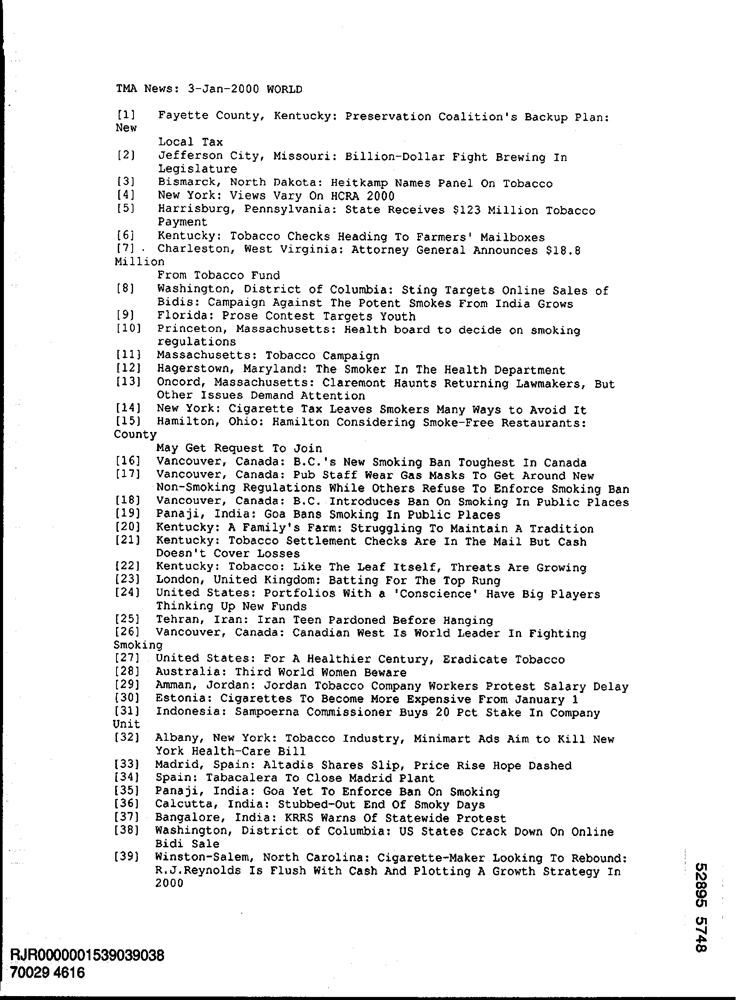 TMA News: 3-Jan-2000 WORLD
[1] Fayette County, Kentucky: Preservation Coalition's Backup Plan:
New
Local Tax
[2] Jefferson City, Missouri: Billion-Dollar Fight Brewing In
Legislature
[3] Bismarck, North Dakota: Heitkamp Names Panel On Tobacco
[4] New York: Views Vary On HCRA 2000
[5] Harrisburg, Pennsylvania: State Receives $123 Million Tobacco
Payment
[6] Kentucky: Tobacco Checks Heading To Farmers' Mailboxes
[7] Charleston, West Virginia: Attorney General Announces $18.8
Million
From Tobacco Fund
[8] Washington, District of Columbia: Sting Targets Online Sales of
Bidis: Campaign Against The Potent Smokes From India Grows
[9] Florida: Prose Contest Targets Youth
[10] Princeton, Massachusetts: Health board to decide on smoking
regulations
[11] Massachusetts: Tobacco Campaign
[12] Hagerstown, Maryland: The Smoker In The Health Department
[13] Oncord, Massachusetts: Claremont Haunts Returning Lawmakers, But
Other Issues Demand Attention
[14] New York: Cigarette Tax Leaves Smokers Many Ways to Avoid It
[15] Hamilton, Ohio: Hamilton Considering Smoke-Free Restaurants:
County
May Get Request To Join
[16] Vancouver, Canada: B.C.'s New Smoking Ban Toughest In Canada
[17] Vancouver, Canada: Pub Staff Wear Gas Masks To Get Around New
Non-Smoking Regulations While Others Refuse To Enforce Smoking Ban
[18] Vancouver, Canada: B.C. Introduces Ban On Smoking In Public Places
[19] Panaji, India: Goa Bans Smoking In Public Places
[20] Kentucky: A Family's Farm: Struggling To Maintain A Tradition
[21] Kentucky: Tobacco Settlement Checks Are In The Mail But Cash
Doesn't Cover Losses
[22] Kentucky: Tobacco: Like The Leaf Itself, Threats Are Growing
[23] London, United Kingdom: Batting For The Top Rung
[24] United States: Portfolios With a 'Conscience' Have Big Players
Thinking Up New Funds
[25] Tehran, Iran: Iran Teen Pardoned Before Hanging
[26] Vancouver, Canada: Canadian West Is World Leader In Fighting
Smoking
[27] United States: For A Healthier Century, Eradicate Tobacco
[28] Australia: Third World Women Beware
[29] Amman, Jordan: Jordan Tobacco Company Workers Protest Salary Delay
[30] Estonia: Cigarettes To Become More Expensive From January 1
[31] Indonesia: Sampoerna Commissioner Buys 20 Pct Stake In Company
Unit
[32] Albany, New York: Tobacco Industry, Minimart Ads Aim to Kill New
York Health-Care Bill
[33] Madrid, Spain: Altadis Shares Slip, Price Rise Hope Dashed
[34] Spain: Tabacalera To Close Madrid Plant
[35] Panaji, India: Goa Yet To Enforce Ban On Smoking
[36] Calcutta, India: Stubbed-Out End Of Smoky Days
[37] Bangalore, India: KRRS Warns Of Statewide Protest
[38] Washington, District of Columbia: US States Crack Down On Online
Bidi Sale
[39] Winston-Salem, North Carolina: Cigarette-Maker Looking To Rebound:
R.J.Reynolds Is Flush With Cash And Plotting A Growth Strategy In
2000
52895 5748
RJR0000001539039038
70029 4616